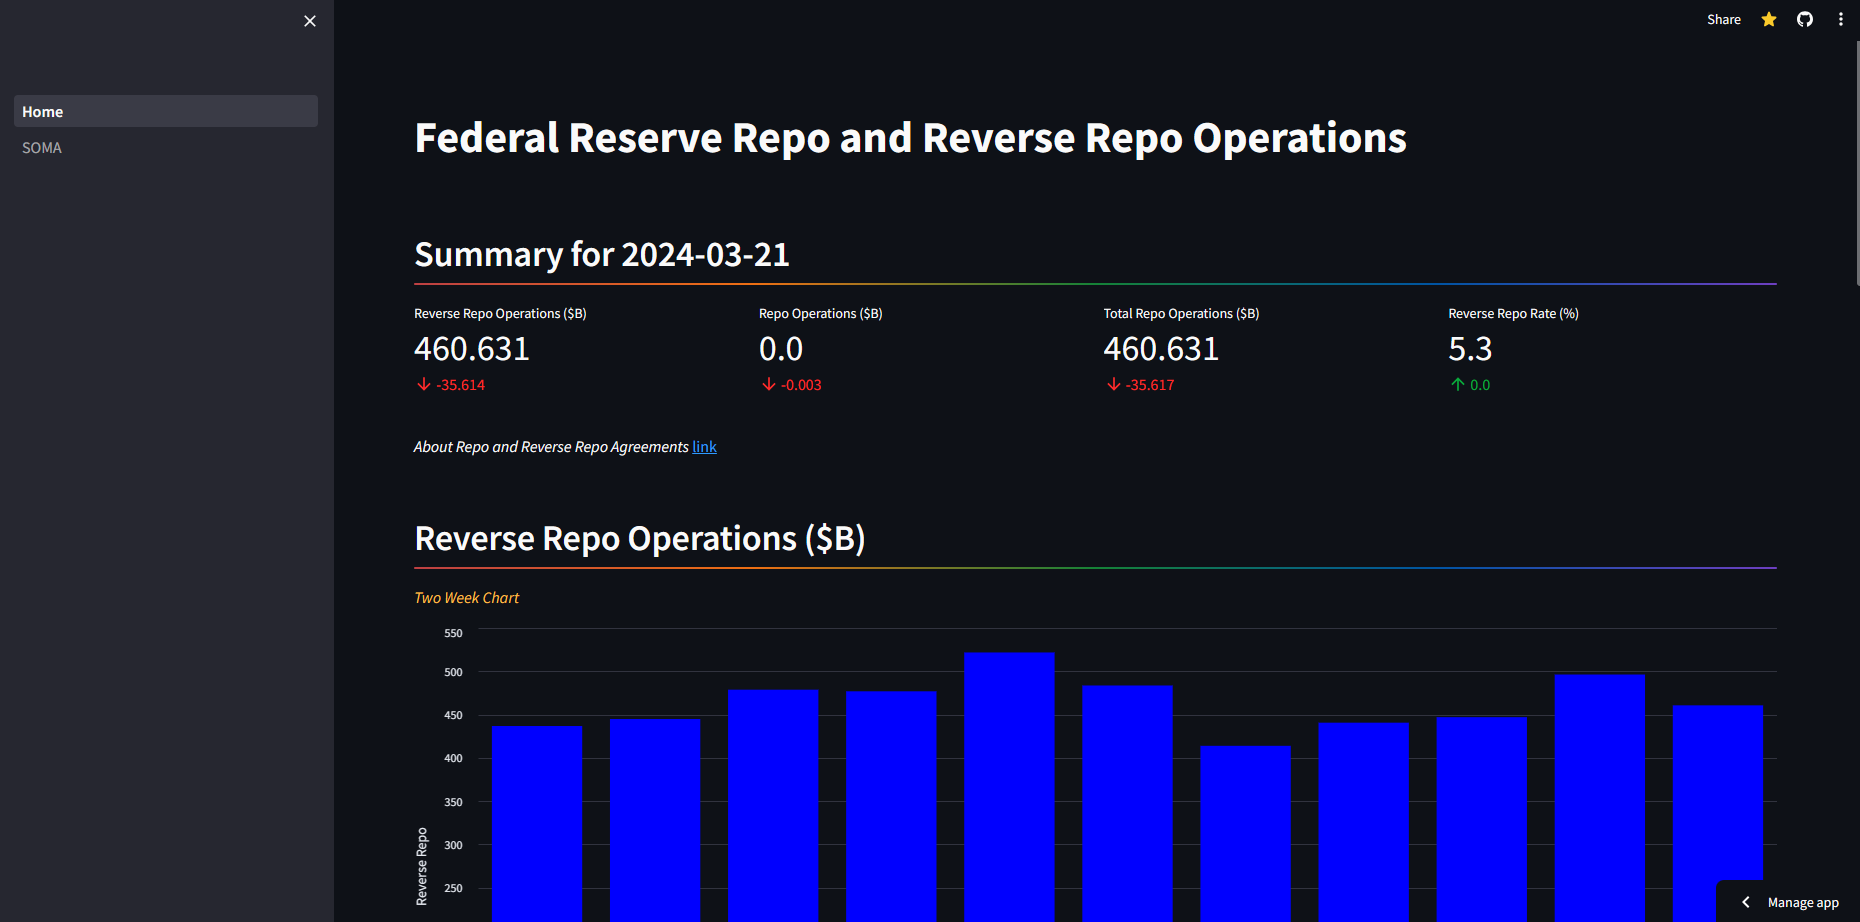 Share
Home
SOMA
Federal Reserve Repo and Reverse Repo Operations
Summary for 2024-03-21
Reverse Repo Operations ($B)
460.631
-35.614
Repo Operations ($B)
0.0
-0.003
Total Repo Operations ($B)
460.631
-35.617
Reverse Repo Rate (%)
5.3
0.0
About Repo and Reverse Repo Agreements link
Reverse Repo Operations ($B)
Two Week Chart
550
500
450
400
350
300
250
Reverse Repo
Manage app